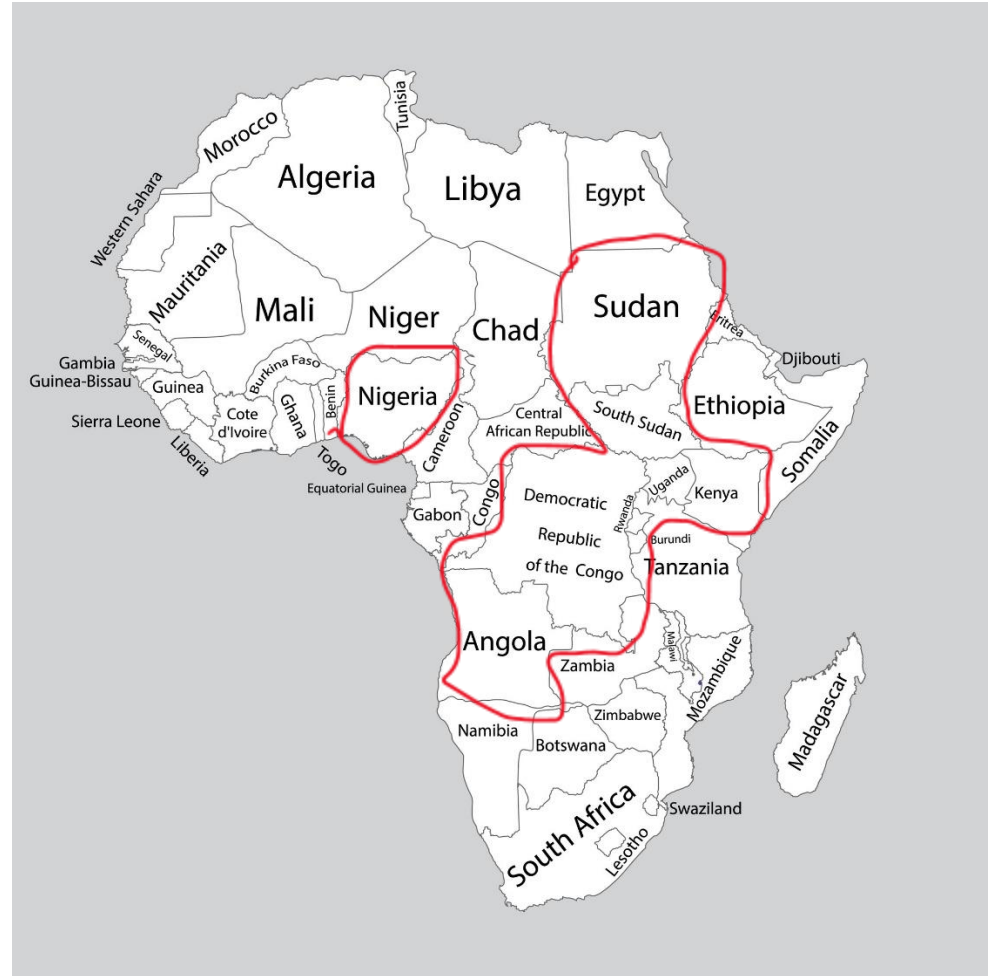 Tunisia
Morocco
Algeria
Libya
Egypt
Western Sahara
Mauritania
Mali
Niger
Chad
Sudan
Eritrea
Djibouti
Senegal
Gambia
Guinea-Bissau
Guinea
Sierra Leone
Liberia
Cote
d'Ivoire
Burkina Faso
Ghana
Togo
Benin
Nigeria
Cameroon
Central
African Republic
South Sudan
Ethiopia
Somalia
Equatorial Guinea
Gabon
Congo
Democratic
Republic
of the Congo
Uganda
Kenya
Rwanda
Burundi
Tanzania
Angola
Zambia
Malawi
Mozambique
Zimbabwe
Namibia
Botswana
Madagascar
South Africa
Swaziland
Lesotho